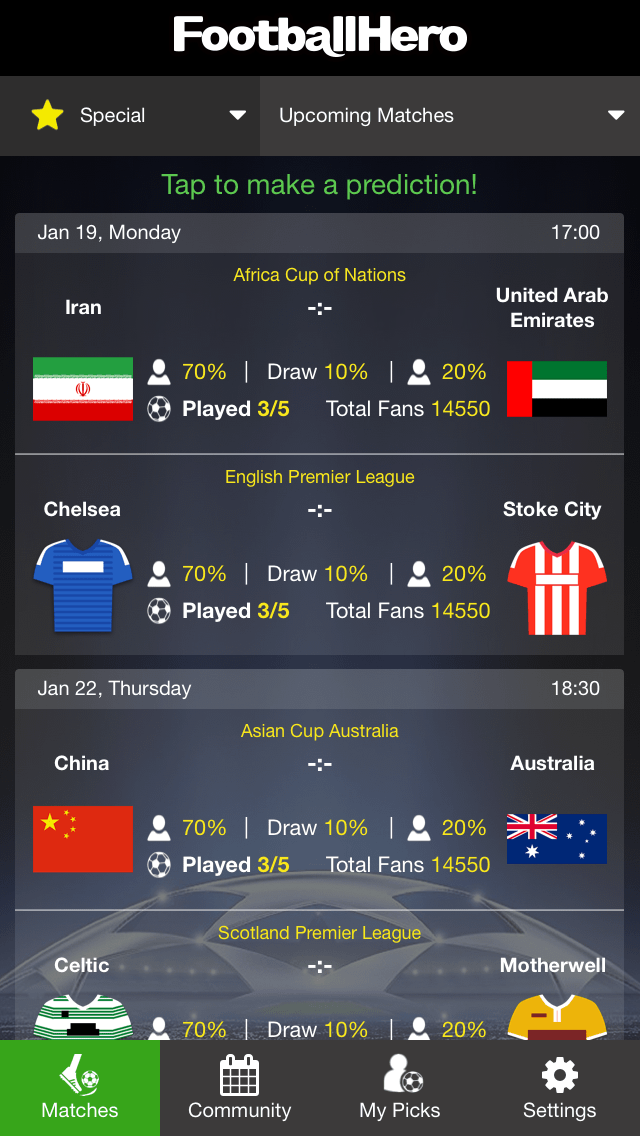 FootballHero
Special
Upcoming Matches
Tap to make a prediction!
Jan 19, Monday 17:00
Africa Cup of Nations
Iran -:- United Arab Emirates
70% | Draw 10% | 20%
Played 3/5 Total Fans 14550
English Premier League
Chelsea -:- Stoke City
70% | Draw 10% | 20%
Played 3/5 Total Fans 14550
Jan 22, Thursday 18:30
Asian Cup Australia
China -:- Australia
70% | Draw 10% | 20%
Played 3/5 Total Fans 14550
Scotland Premier League
Celtic -:- Motherwell
70% | Draw 10% | 20%
Matches Community My Picks Settings